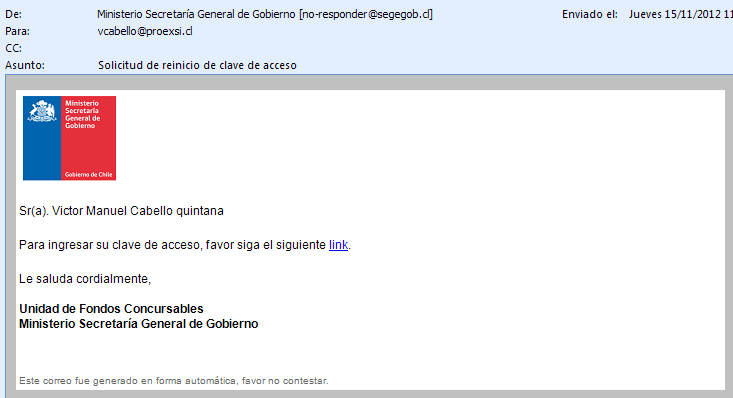 De: Ministerio Secretaría General de Gobierno [no-responder@segegob.cl] Enviado el: Jueves 15/11/2012 11
Para: vcabello@proexsi.cl
CC:
Asunto: Solicitud de reinicio de clave de acceso
Ministerio
Secretaría
General de
Gobierno
Gobierno de Chile
Sr(a). Victor Manuel Cabello quintana
Para ingresar su clave de acceso, favor siga el siguiente link.
Le saluda cordialmente,
Unidad de Fondos Concursables
Ministerio Secretaría General de Gobierno
Este correo fue generado en forma automática, favor no contestar.